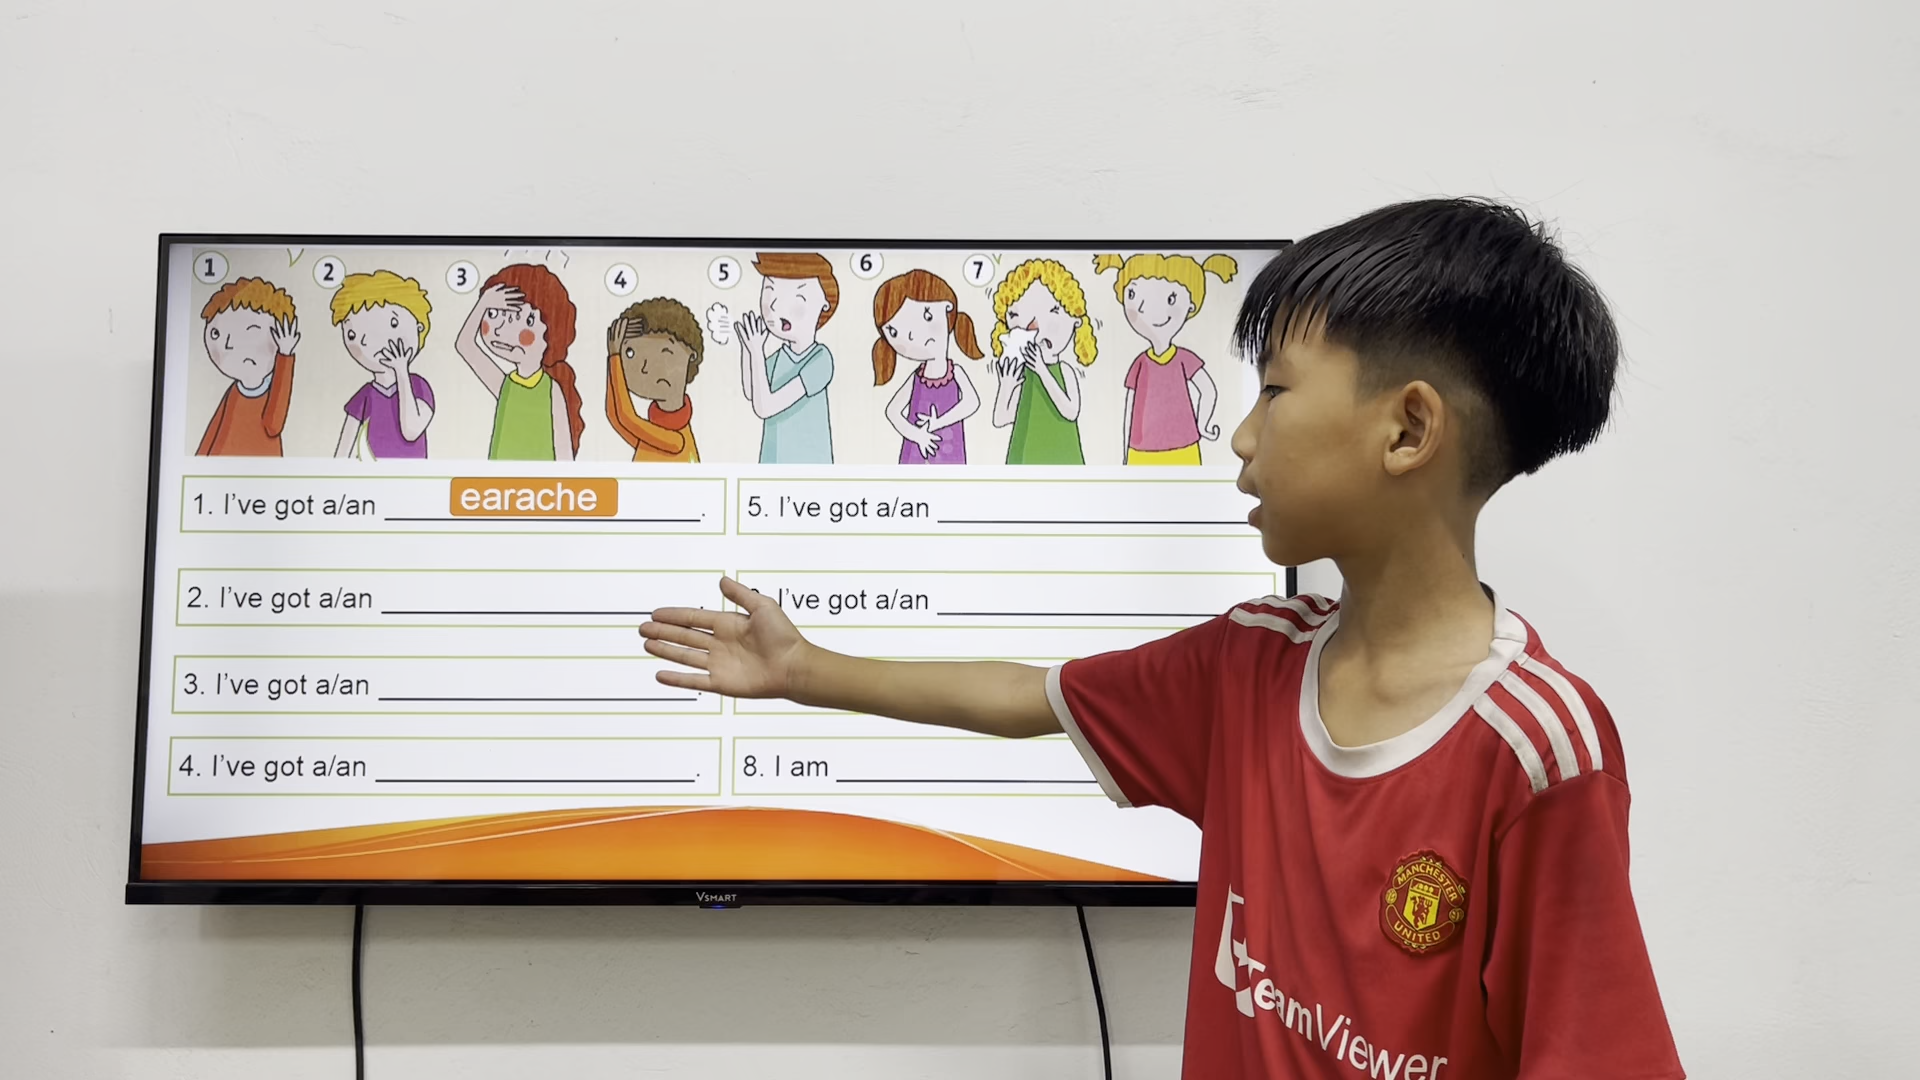 1 2 3 4 5 6 7
1. I've got a/an earache.
5. I've got a/an
2. I've got a/an
I've got a/an
3. I've got a/an
4. I've got a/an
8. I am
VSMART
MANCHESTER
UNITED
TeamViewer